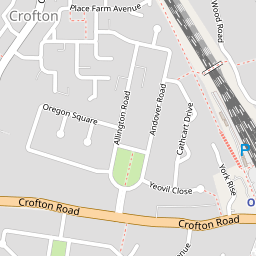 Place Farm Avenue
Crofton
Wood Road
Oregon Square
Allington Road
Andover Road
Cathcart Drive
P
York Rise
Yeovil Close
Crofton Road
Crofton Road